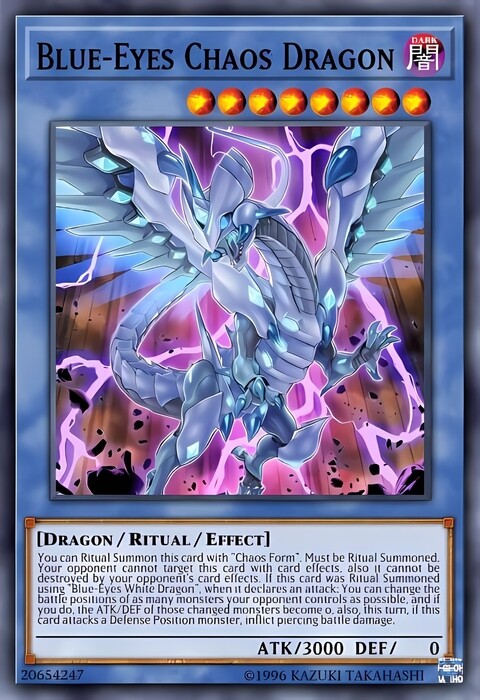 BLUE-EYES CHAOS DRAGON
DARK
闇
[DRAGON / RITUAL / EFFECT]
You can Ritual Summon this card with "Chaos Form". Must be Ritual Summoned.
Your opponent cannot target this card with card effects, also it cannot be
destroyed by your opponent's card effects. If this card was Ritual Summoned
using "Blue-Eyes White Dragon", when it declares an attack: You can change the
battle positions of as many monsters your opponent controls as possible, and if
you do, the ATK/DEF of those changed monsters become 0, also, this turn, if this
card attacks a Defense Position monster, inflict piercing battle damage.
ATK/3000 DEF/ 0
20654247 ©1996 KAZUKI TAKAHASHI